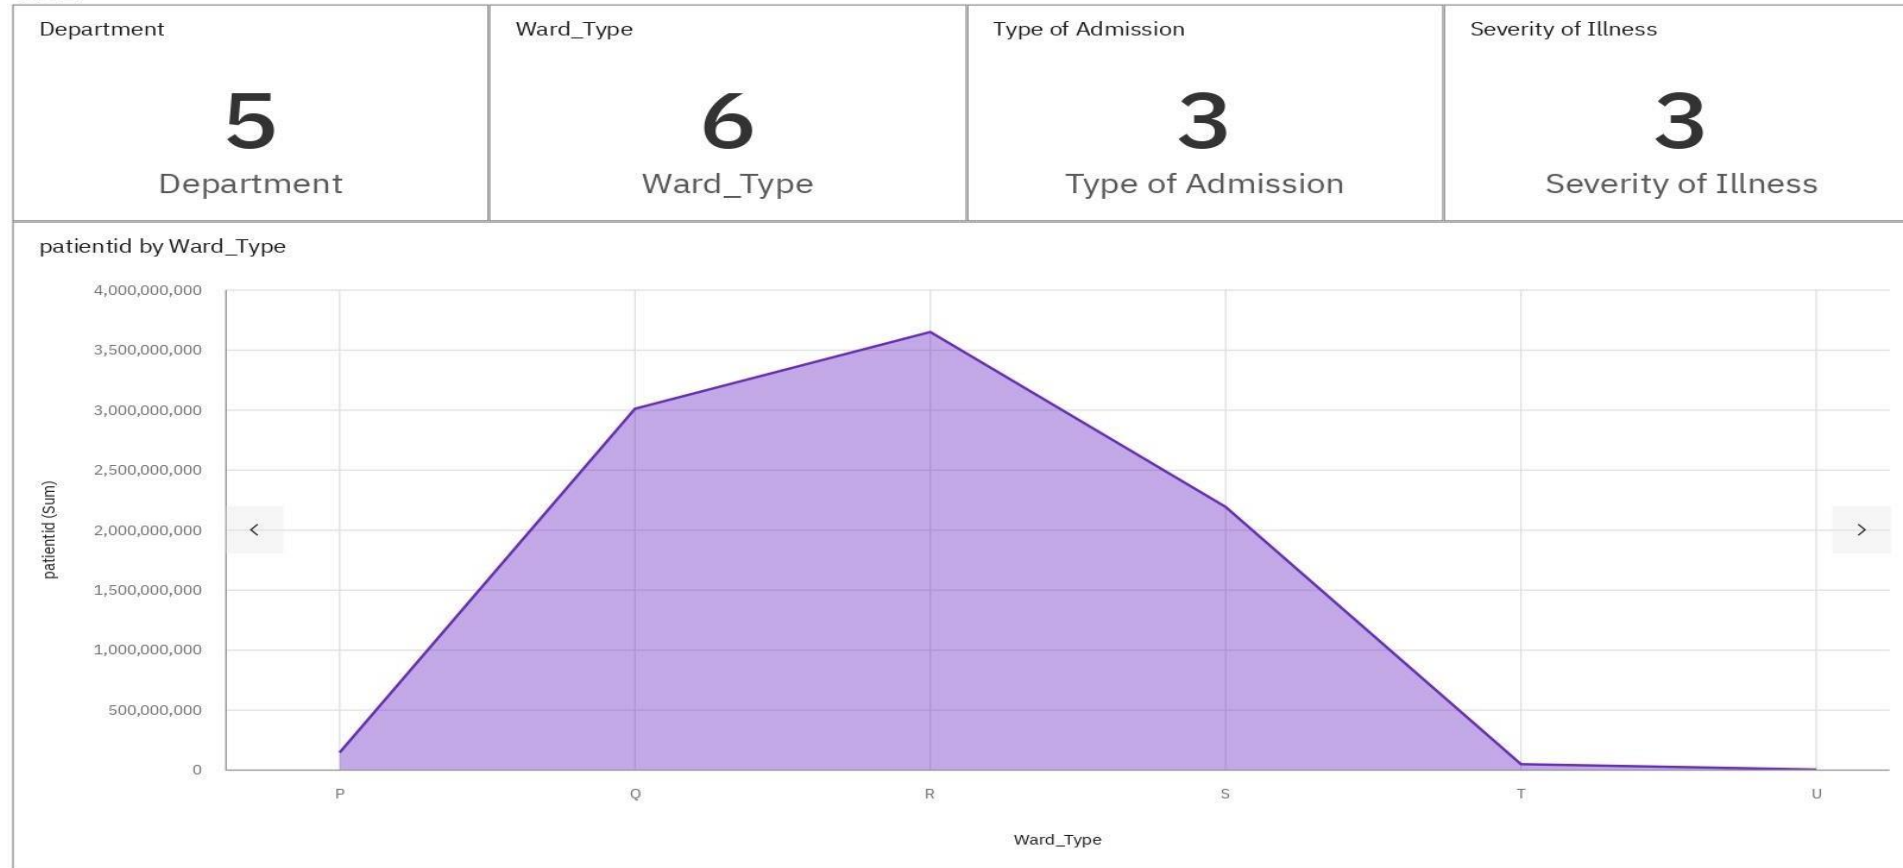 Department
5
Department
Ward_Type
6
Ward_Type
Type of Admission
3
Type of Admission
Severity of Illness
3
Severity of Illness
patientid by Ward_Type
4,000,000,000
3,500,000,000
3,000,000,000
2,500,000,000
2,000,000,000
1,500,000,000
1,000,000,000
500,000,000
0
patientid (Sum)
P Q R S T U
Ward_Type